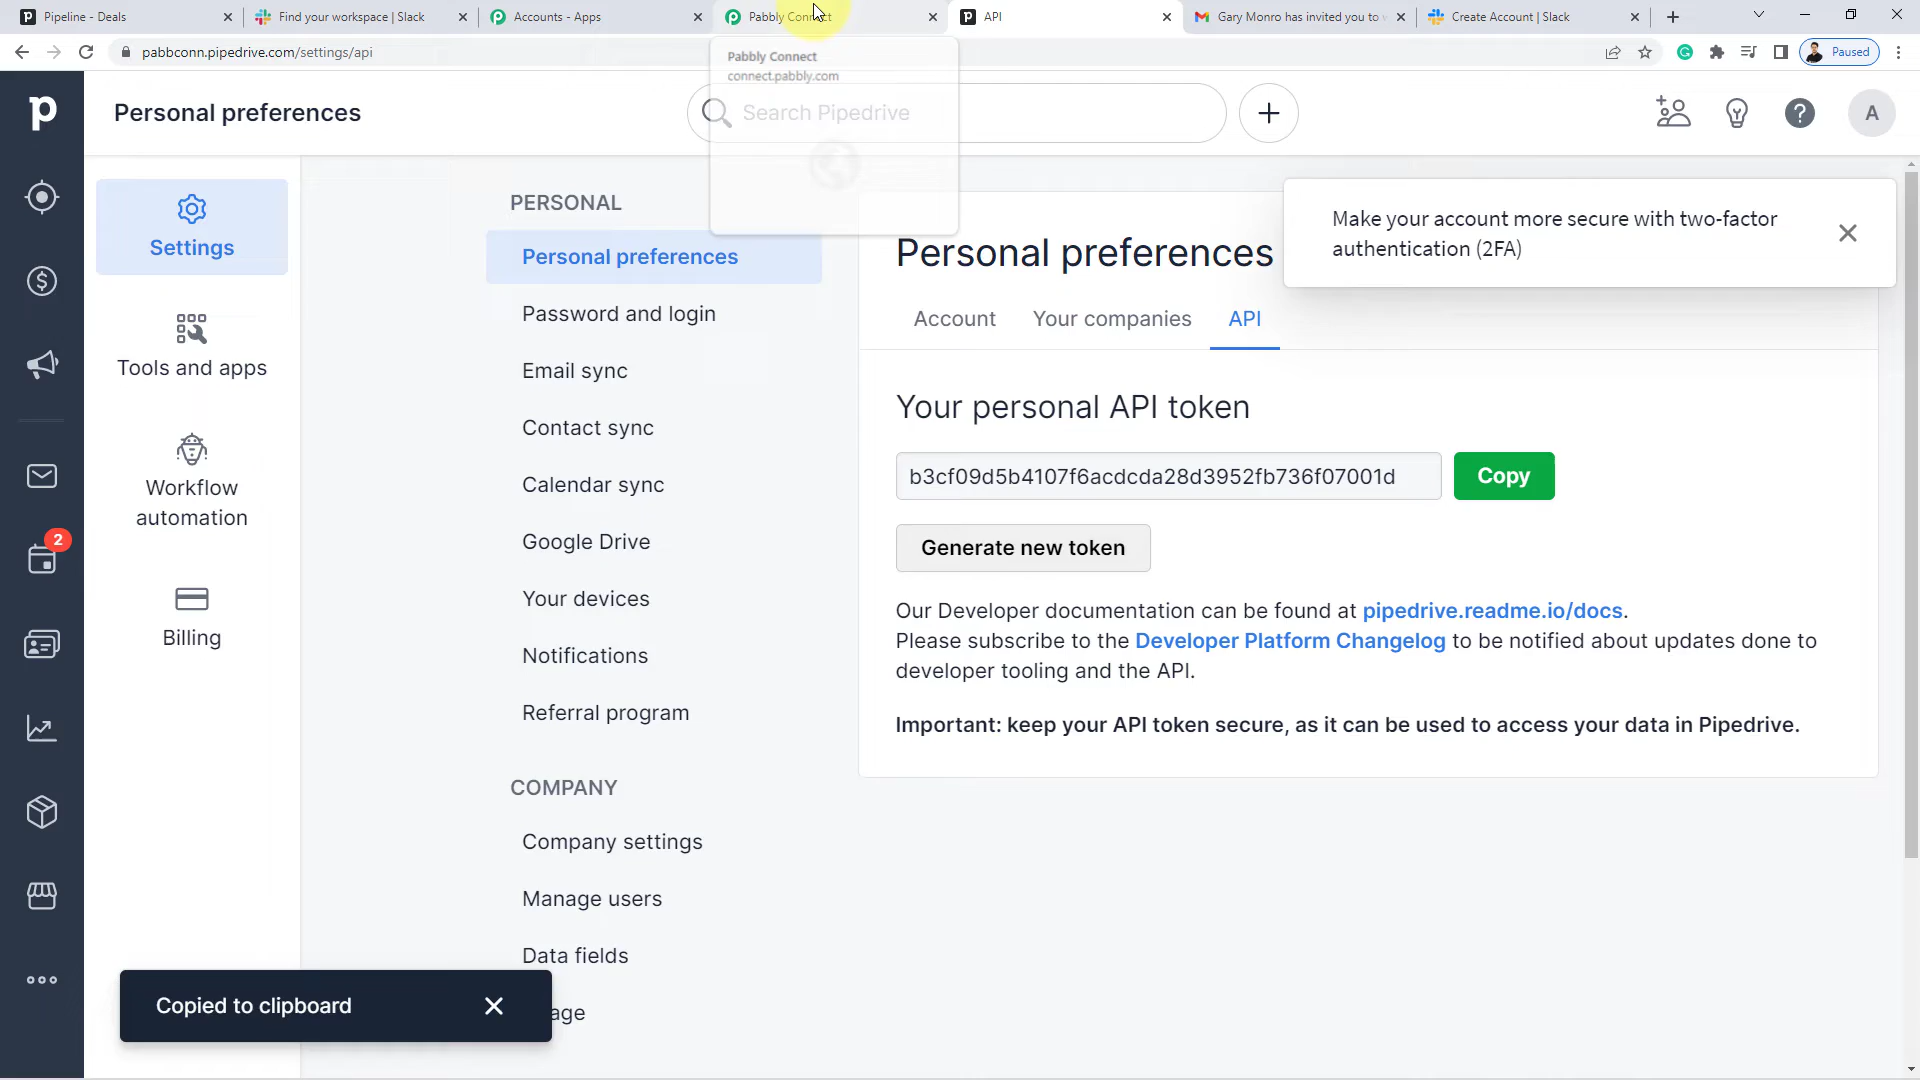 Pipeline - Deals
Find your workspace | Slack
Accounts - Apps
Pabbly Connect
API
Gary Monro has invited you to
Create Account | Slack
pabbconn.pipedrive.com/settings/api
Paused
Pabbly Connect
connect.pabbly.com
Personal preferences
Search Pipedrive
A
Make your account more secure with two-factor
authentication (2FA)
Settings
Tools and apps
Workflow
automation
Billing
2
PERSONAL
Personal preferences
Password and login
Email sync
Contact sync
Calendar sync
Google Drive
Your devices
Notifications
Referral program
COMPANY
Company settings
Manage users
Data fields
age
Personal preferences
Account
Your companies
API
Your personal API token
b3cf09d5b4107f6acdcda28d3952fb736f07001d
Copy
Generate new token
Our Developer documentation can be found at pipedrive.readme.io/docs.
Please subscribe to the Developer Platform Changelog to be notified about updates done to
developer tooling and the API.
Important: keep your API token secure, as it can be used to access your data in Pipedrive.
Copied to clipboard